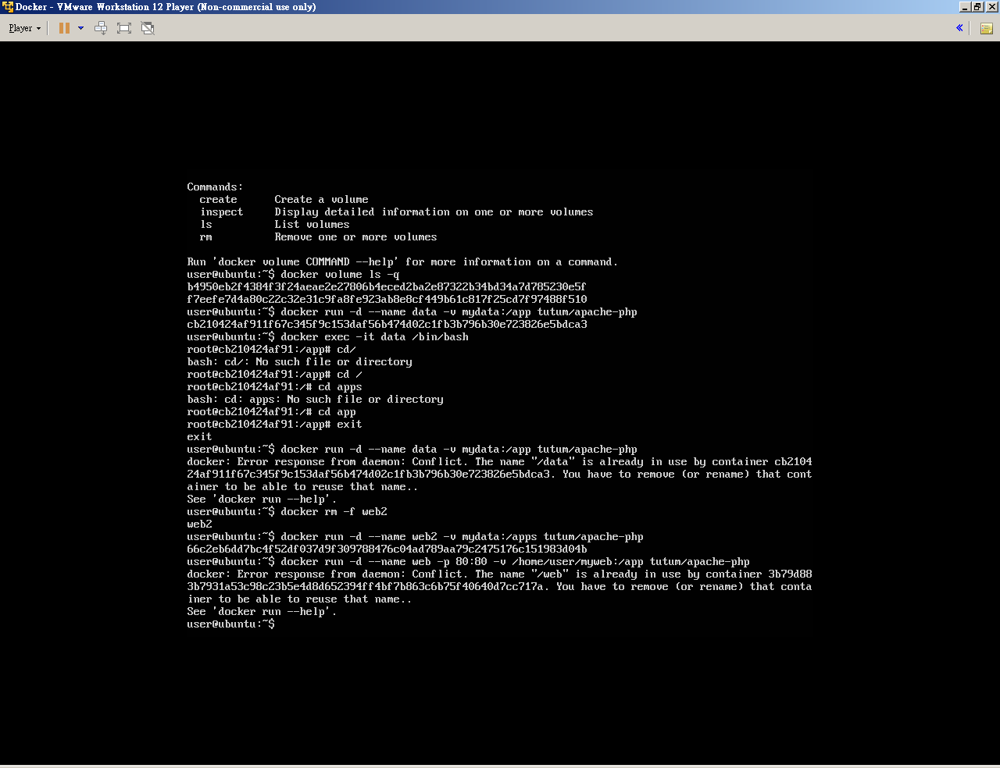 Docker - VMware Workstation 12 Player (Non-commercial use only)
Player
Commands:
  create      Create a volume
  inspect     Display detailed information on one or more volumes
  ls          List volumes
  rm          Remove one or more volumes
Run 'docker volume COMMAND --help' for more information on a command.
user@ubuntu:~$ docker volume ls -q
b4950eb2f4384f3f24aeae2e27806b4eced2ba2e87322b34bd34a7d785230e5f
f7eefe7d4a80c22c32e31c9fa8fe923ab8e8cf449b61c817f25cd7f97488f510
user@ubuntu:~$ docker run -d --name data -v mydata:/app tutum/apache-php
cb210424af911f67c345f9c153daf56b474d02c1fb3b796b30e723826e5bdca3
user@ubuntu:~$ docker exec -it data /bin/bash
root@cb210424af91:/app# cd/
bash: cd/: No such file or directory
root@cb210424af91:/app# cd /
root@cb210424af91:/# cd apps
bash: cd: apps: No such file or directory
root@cb210424af91:/# cd app
root@cb210424af91:/app# exit
exit
user@ubuntu:~$ docker run -d --name data -v mydata:/app tutum/apache-php
docker: Error response from daemon: Conflict. The name "/data" is already in use by container cb2104
24af911f67c345f9c153daf56b474d02c1fb3b796b30e723826e5bdca3. You have to remove (or rename) that cont
ainer to be able to reuse that name..
See 'docker run --help'.
user@ubuntu:~$ docker rm -f web2
web2
user@ubuntu:~$ docker run -d --name web2 -v mydata:/apps tutum/apache-php
66c2eb6dd7bc4f52df037d9f309788476c04ad789aa79c2475176c151983d04b
user@ubuntu:~$ docker run -d --name web -p 80:80 -v /home/user/myweb:/app tutum/apache-php
docker: Error response from daemon: Conflict. The name "/web" is already in use by container 3b79d88
3b7931a53c98c23b5e4d8d652394ff4bf7b863c6b75f40640d7cc717a. You have to remove (or rename) that conta
iner to be able to reuse that name..
See 'docker run --help'.
user@ubuntu:~$